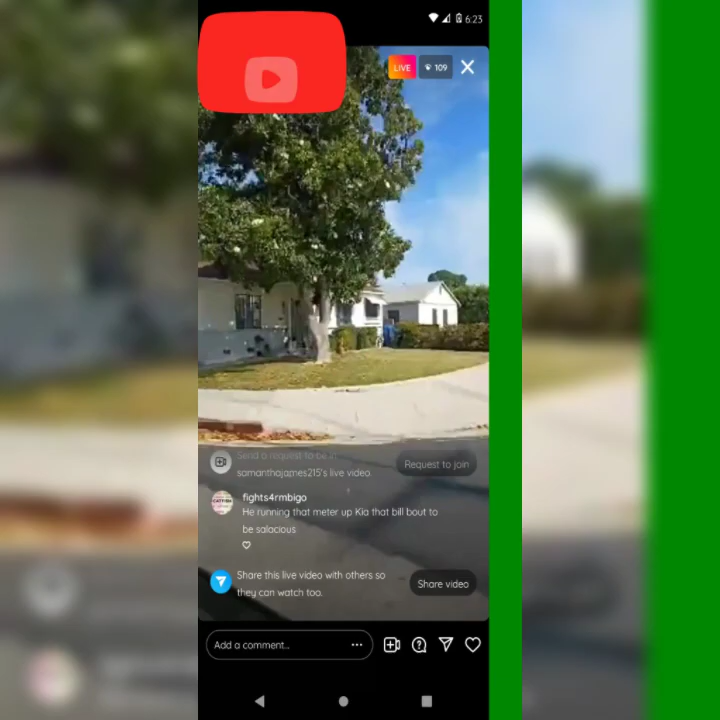 6:23
LIVE 109
Send a request to be in
samanthajames215's live video.
Request to join
fights4rmbigo
He running that meter up Kia that bill bout to
be salacious
Share this live video with others so
they can watch too.
Share video
Add a comment...